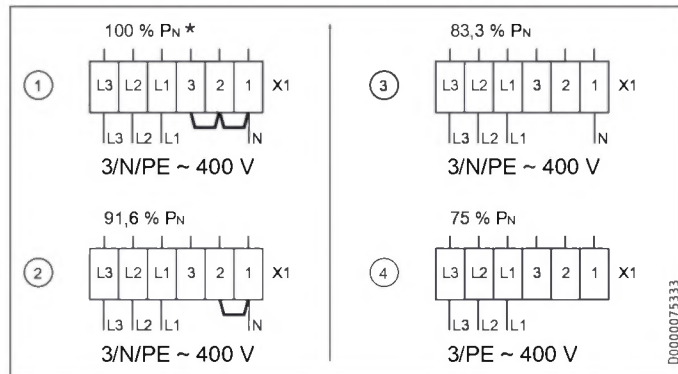 100 % PN *
1
L3 L2 L1 3 2 1 X1
L3 L2 L1 N
3/N/PE ~ 400 V
91,6 % PN
2
L3 L2 L1 3 2 1 X1
L3 L2 L1 N
3/N/PE ~ 400 V
83,3 % PN
3
L3 L2 L1 3 2 1 X1
L3 L2 L1 N
3/N/PE ~ 400 V
75 % PN
4
L3 L2 L1 3 2 1 X1
L3 L2 L1
3/PE ~ 400 V
D0000075333